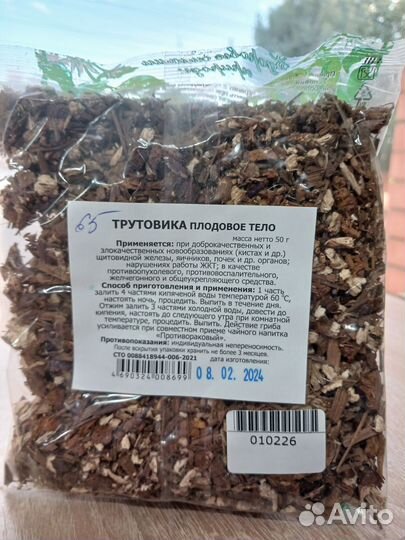 65
ТРУТОВИКА ПЛОДОВОЕ ТЕЛО
масса нетто 50 г
Применяется: при доброкачественных и
злокачественных новообразованиях (кистах и др.)
щитовидной железы, яичников, почек и др. органов;
нарушениях работы ЖКТ; в качестве
противоопухолевого, противовоспалительного,
желчегонного и общеукрепляющего средства.
Способ приготовления и применения: 1 часть
залить 4 частями кипяченой воды температурой 60 °С,
настоять ночь, процедить. Выпить в течение дня.
Отжим залить 3 частями холодной воды, довести до
кипения, настоять до следующего утра при комнатной
температуре, процедить. Выпить. Действие гриба
усиливается при совместном приеме чайного напитка
«Противораковый».
Противопоказания: индивидуальная непереносимость.
После вскрытия упаковки хранить не более 3 месяцев.
СТО 0088418944-006-2021
дата изготовления:
4 690324 008699
08. 02. 2024
010226
Avito